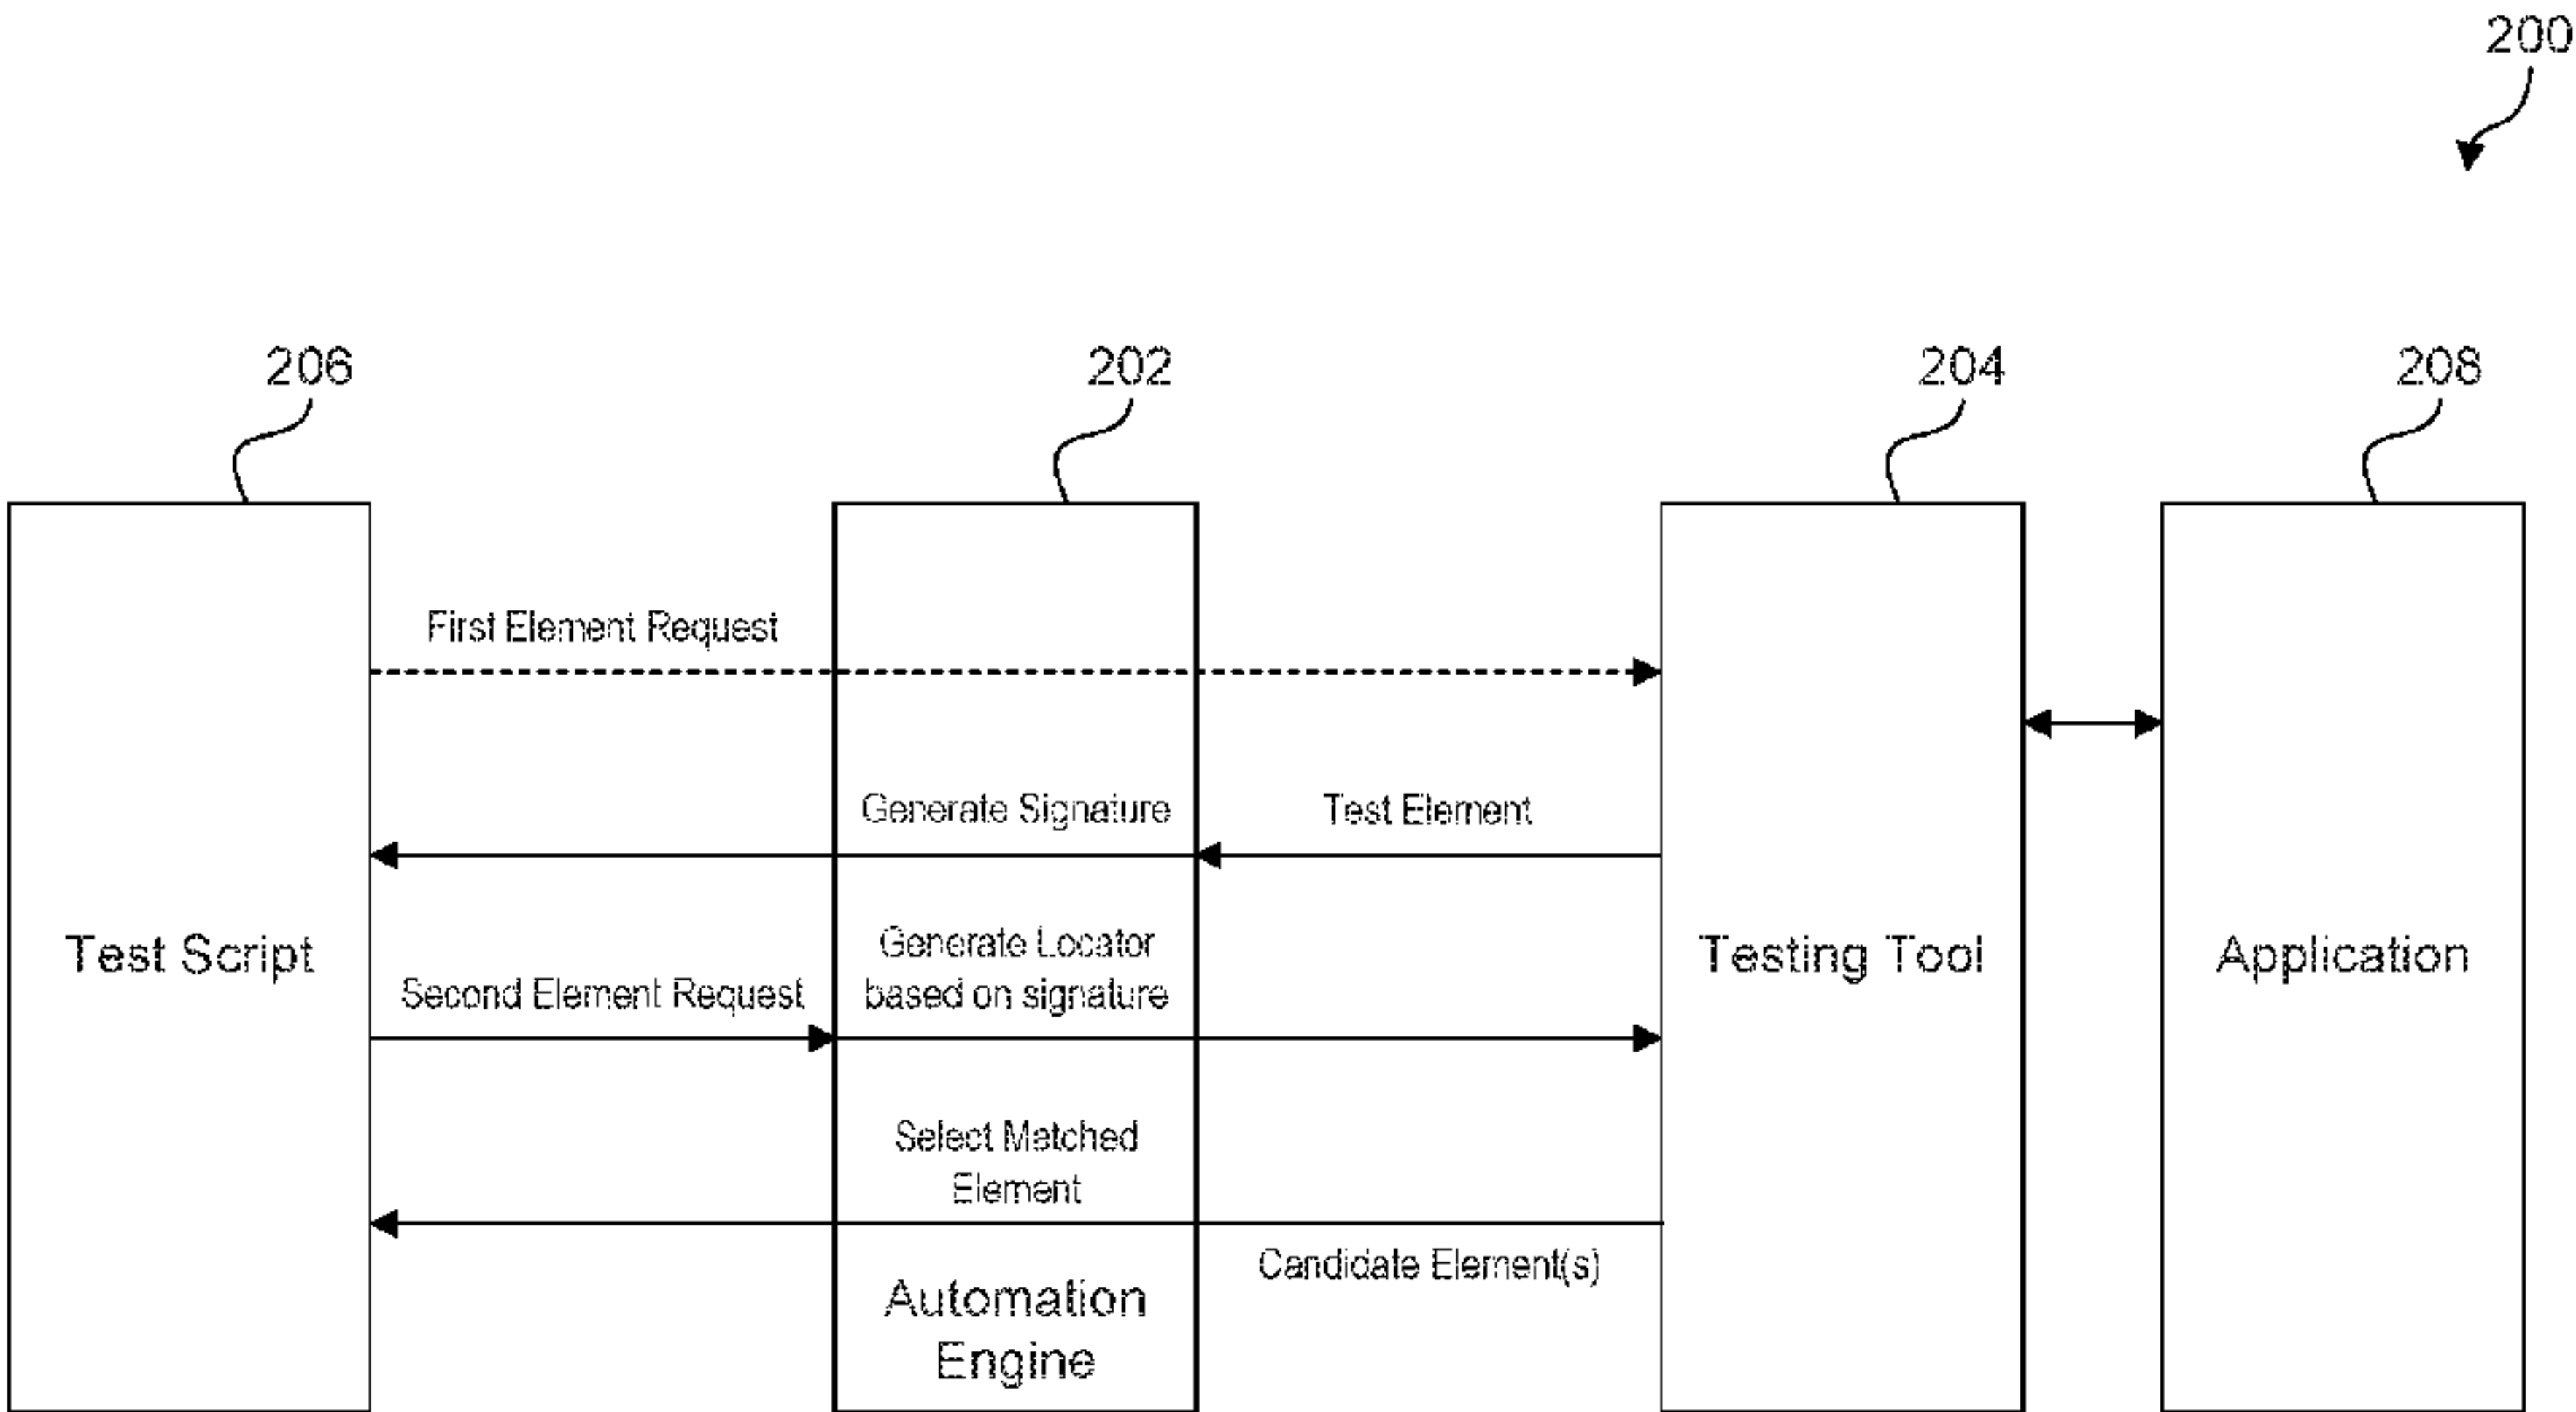 200
206
202
204
208
First Element Request
Generate Signature
Test Element
Test Script
Generate Locator
based on signature
Second Element Request
Testing Tool
Application
Select Matched
Element
Candidate Element(s)
Automation
Engine